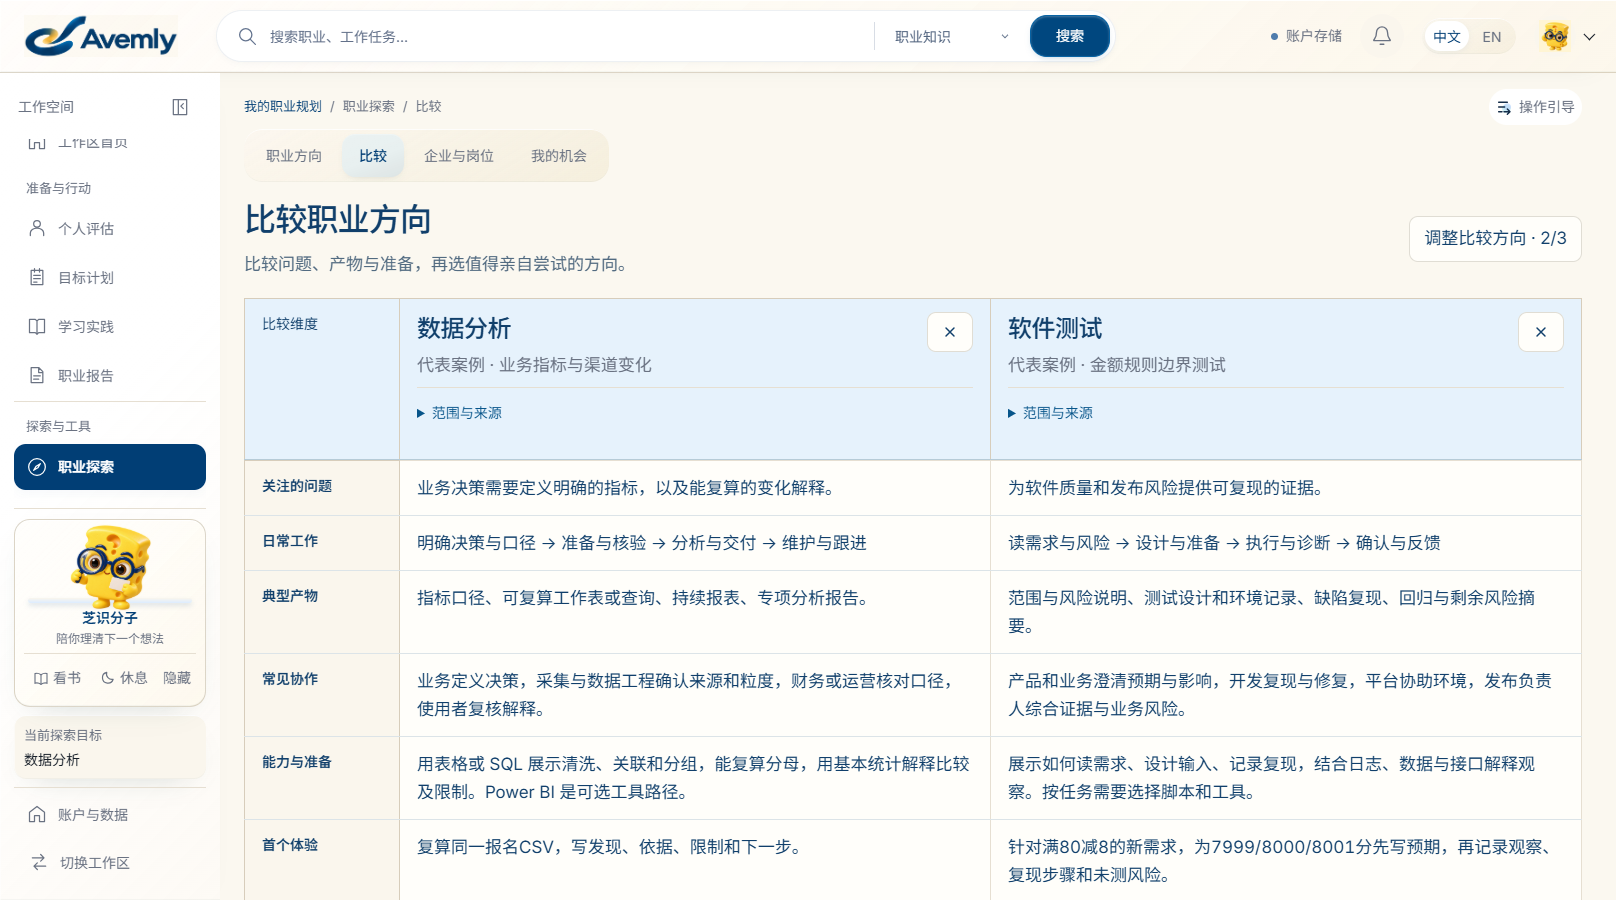 Avemly
搜索职业、工作任务...
职业知识
搜索
账户存储
中文
EN
工作空间
工作区首页
准备与行动
个人评估
目标计划
学习实践
职业报告
探索与工具
职业探索
芝识分子
陪你理清下一个想法
看书
休息
隐藏
当前探索目标
数据分析
账户与数据
切换工作区
我的职业规划 / 职业探索 / 比较
操作引导
职业方向
比较
企业与岗位
我的机会
比较职业方向
比较问题、产物与准备，再选值得亲自尝试的方向。
调整比较方向 · 2/3
比较维度
数据分析
×
代表案例 · 业务指标与渠道变化
▶ 范围与来源
软件测试
×
代表案例 · 金额规则边界测试
▶ 范围与来源
关注的问题
业务决策需要定义明确的指标，以及能复算的变化解释。
为软件质量和发布风险提供可复现的证据。
日常工作
明确决策与口径 → 准备与核验 → 分析与交付 → 维护与跟进
读需求与风险 → 设计与准备 → 执行与诊断 → 确认与反馈
典型产物
指标口径、可复算工作表或查询、持续报表、专项分析报告。
范围与风险说明、测试设计和环境记录、缺陷复现、回归与剩余风险摘
要。
常见协作
业务定义决策，采集与数据工程确认来源和粒度，财务或运营核对口径，
使用者复核解释。
产品和业务澄清预期与影响，开发复现与修复，平台协助环境，发布负责
人综合证据与业务风险。
能力与准备
用表格或 SQL 展示清洗、关联和分组，能复算分母，用基本统计解释比较
及限制。Power BI 是可选工具路径。
展示如何读需求、设计输入、记录复现，结合日志、数据与接口解释观
察。按任务需要选择脚本和工具。
首个体验
复算同一报名CSV，写发现、依据、限制和下一步。
针对满80减8的新需求，为7999/8000/8001分先写预期，再记录观察、
复现步骤和未测风险。